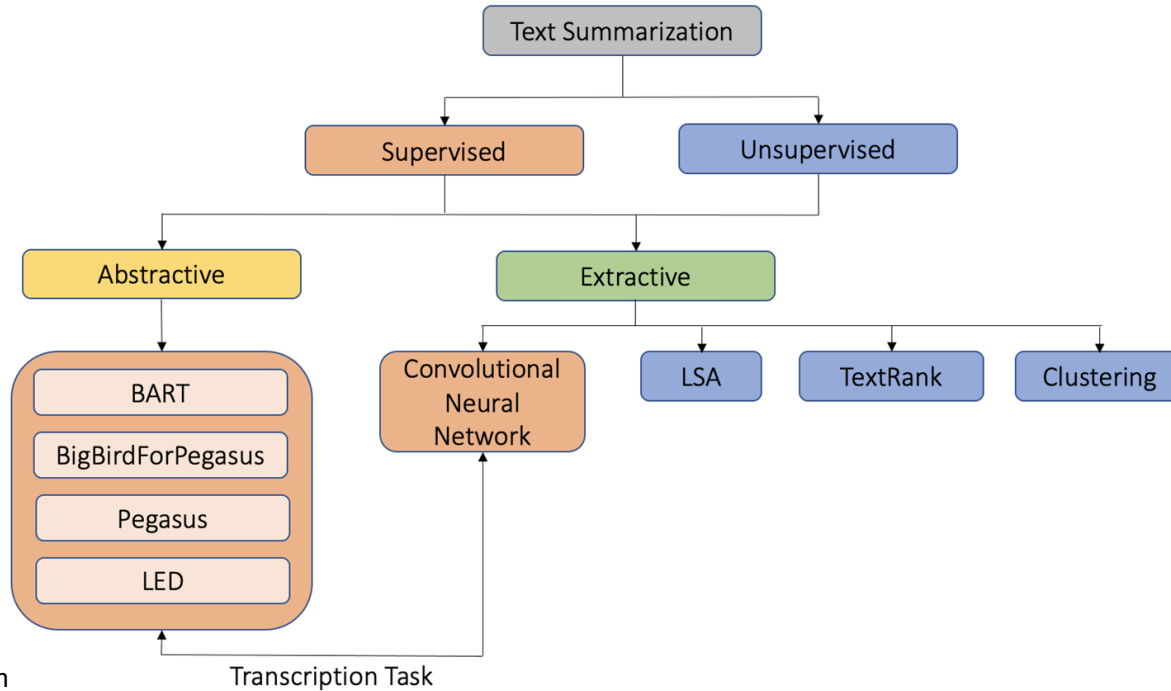 Text Summarization
Supervised
Unsupervised
Abstractive
Extractive
BART
BigBirdForPegasus
Pegasus
LED
Convolutional
Neural
Network
LSA
TextRank
Clustering
Transcription Task